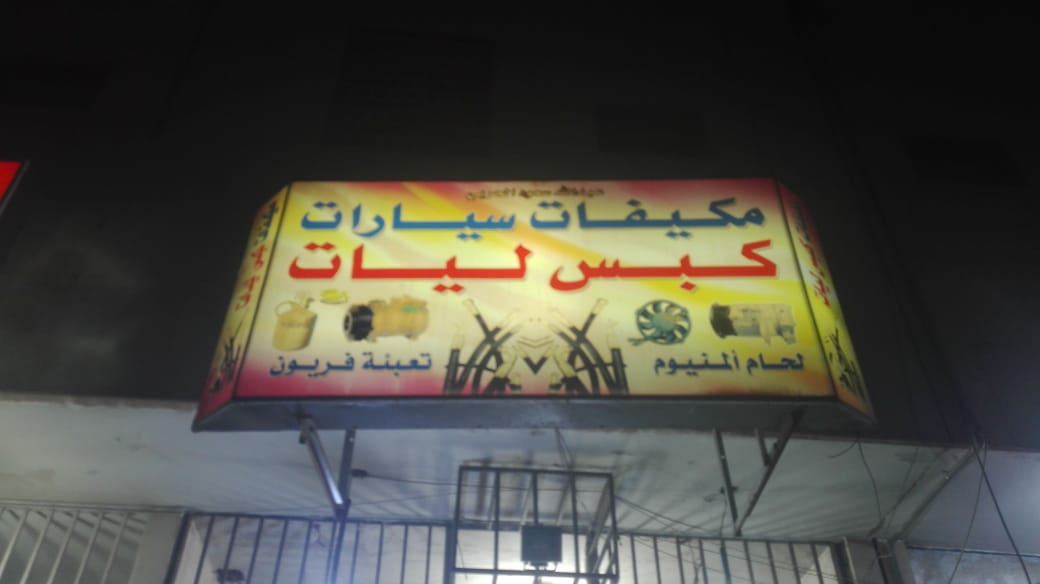 مكيفات سيارات
كبس ليات
لحام ألمنيوم
تعبئة فريون